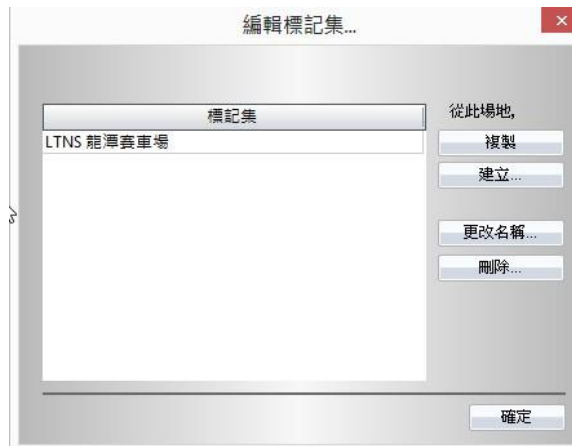 編輯標記集...
標記集
LTNS 龍潭賽車場
從此場地,
複製
建立...
更改名稱...
刪除...
確定